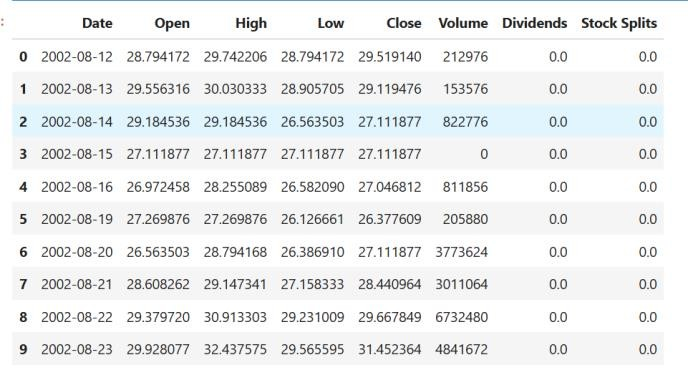 Date Open High Low Close Volume Dividends Stock Splits
0 2002-08-12 28.794172 29.742206 28.794172 29.519140 212976 0.0 0.0
1 2002-08-13 29.556316 30.030333 28.905705 29.119476 153576 0.0 0.0
2 2002-08-14 29.184536 29.184536 26.563503 27.111877 822776 0.0 0.0
3 2002-08-15 27.111877 27.111877 27.111877 27.111877 0 0.0 0.0
4 2002-08-16 26.972458 28.255089 26.582090 27.046812 811856 0.0 0.0
5 2002-08-19 27.269876 27.269876 26.126661 26.377609 205880 0.0 0.0
6 2002-08-20 26.563503 28.794168 26.386910 27.111877 3773624 0.0 0.0
7 2002-08-21 28.608262 29.147341 27.158333 28.440964 3011064 0.0 0.0
8 2002-08-22 29.379720 30.913303 29.231009 29.667849 6732480 0.0 0.0
9 2002-08-23 29.928077 32.437575 29.565595 31.452364 4841672 0.0 0.0